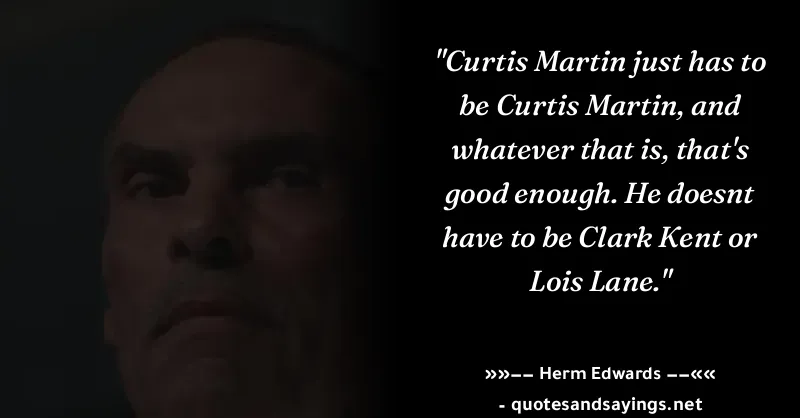 "Curtis Martin just has to
be Curtis Martin, and
whatever that is, that's
good enough. He doesnt
have to be Clark Kent or
Lois Lane."
»»–– Herm Edwards ––««
- quotesandsayings.net